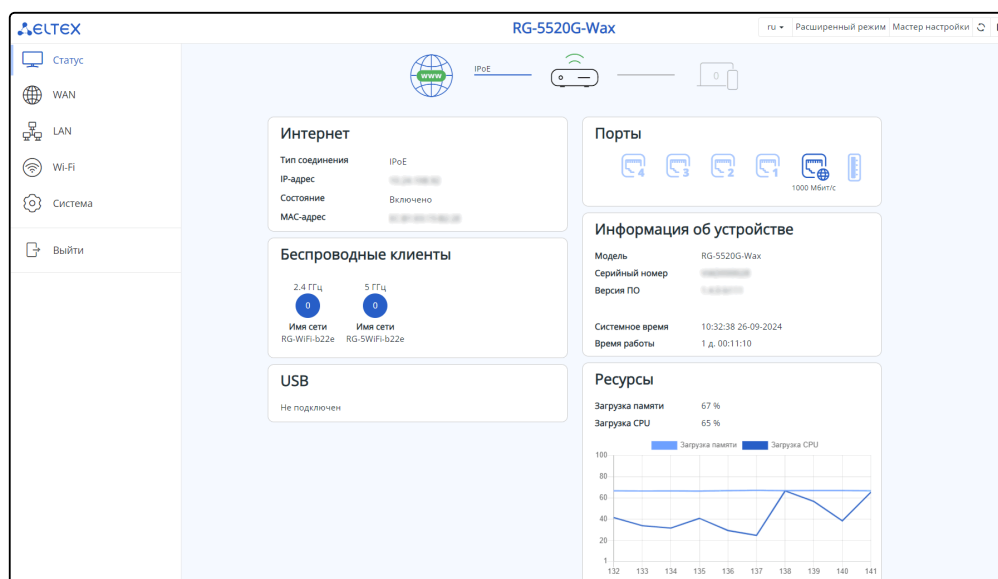 ELTEX
RG-5520G-Wax
ru
Расширенный режим
Мастер настройки
Статус
WAN
LAN
Wi-Fi
Система
Выйти
www
IPoE
0
Интернет
Тип соединения IPoE
IP-адрес
Состояние Включено
MAC-адрес
Беспроводные клиенты
2.4 ГГц 5 ГГц
0 0
Имя сети Имя сети
RG-WiFi-b22e RG-5WiFi-b22e
USB
Не подключен
Порты
4 3 2 1
1000 Мбит/с
Информация об устройстве
Модель RG-5520G-Wax
Серийный номер
Версия ПО
Системное время 10:32:38 26-09-2024
Время работы 1 д. 00:11:10
Ресурсы
Загрузка памяти 67 %
Загрузка CPU 65 %
Загрузка памяти Загрузка CPU
100
80
60
40
20
1
132 133 134 135 136 137 138 139 140 141